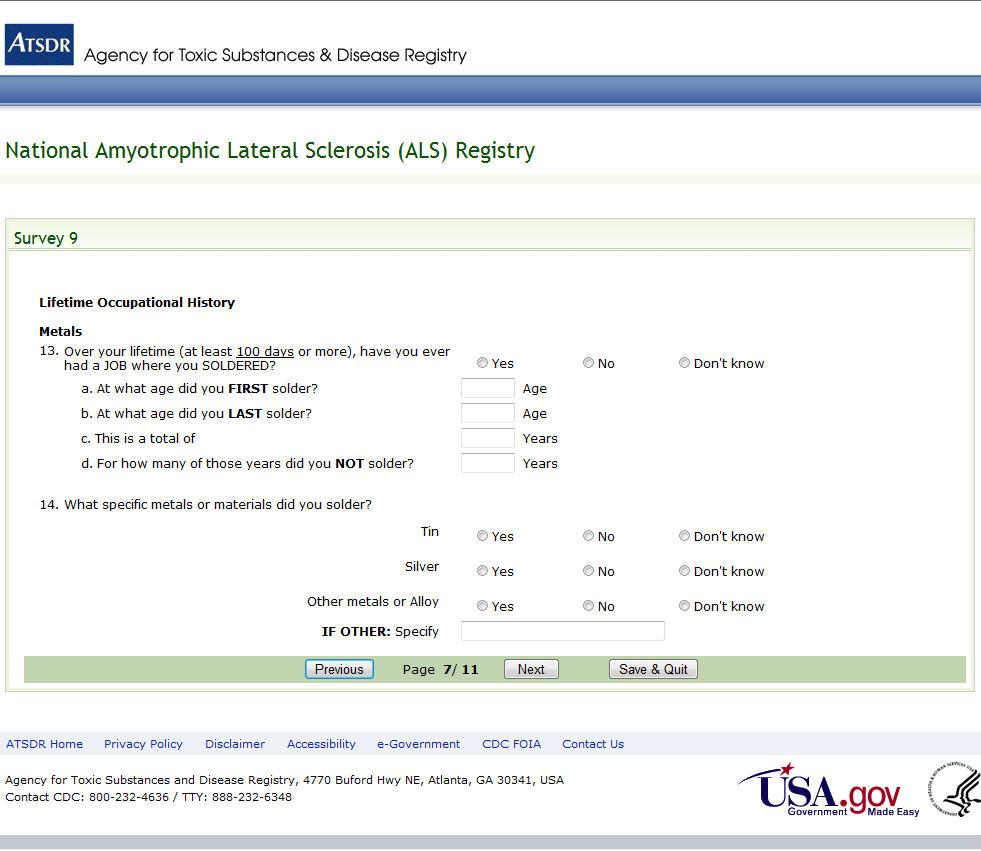 ATSDR
Agency for Toxic Substances & Disease Registry
National Amyotrophic Lateral Sclerosis (ALS) Registry
Survey 9
Lifetime Occupational History
Metals
13. Over your lifetime (at least 100 days or more), have you ever
had a JOB where you SOLDERED? Yes No Don't know
a. At what age did you FIRST solder? Age
b. At what age did you LAST solder? Age
c. This is a total of Years
d. For how many of those years did you NOT solder? Years
14. What specific metals or materials did you solder?
Tin Yes No Don't know
Silver Yes No Don't know
Other metals or Alloy Yes No Don't know
IF OTHER: Specify
Previous Page 7/ 11 Next Save & Quit
ATSDR Home Privacy Policy Disclaimer Accessibility e-Government CDC FOIA Contact Us
Agency for Toxic Substances and Disease Registry, 4770 Buford Hwy NE, Atlanta, GA 30341, USA
Contact CDC: 800-232-4636 / TTY: 888-232-6348
USA.gov
Government Made Easy